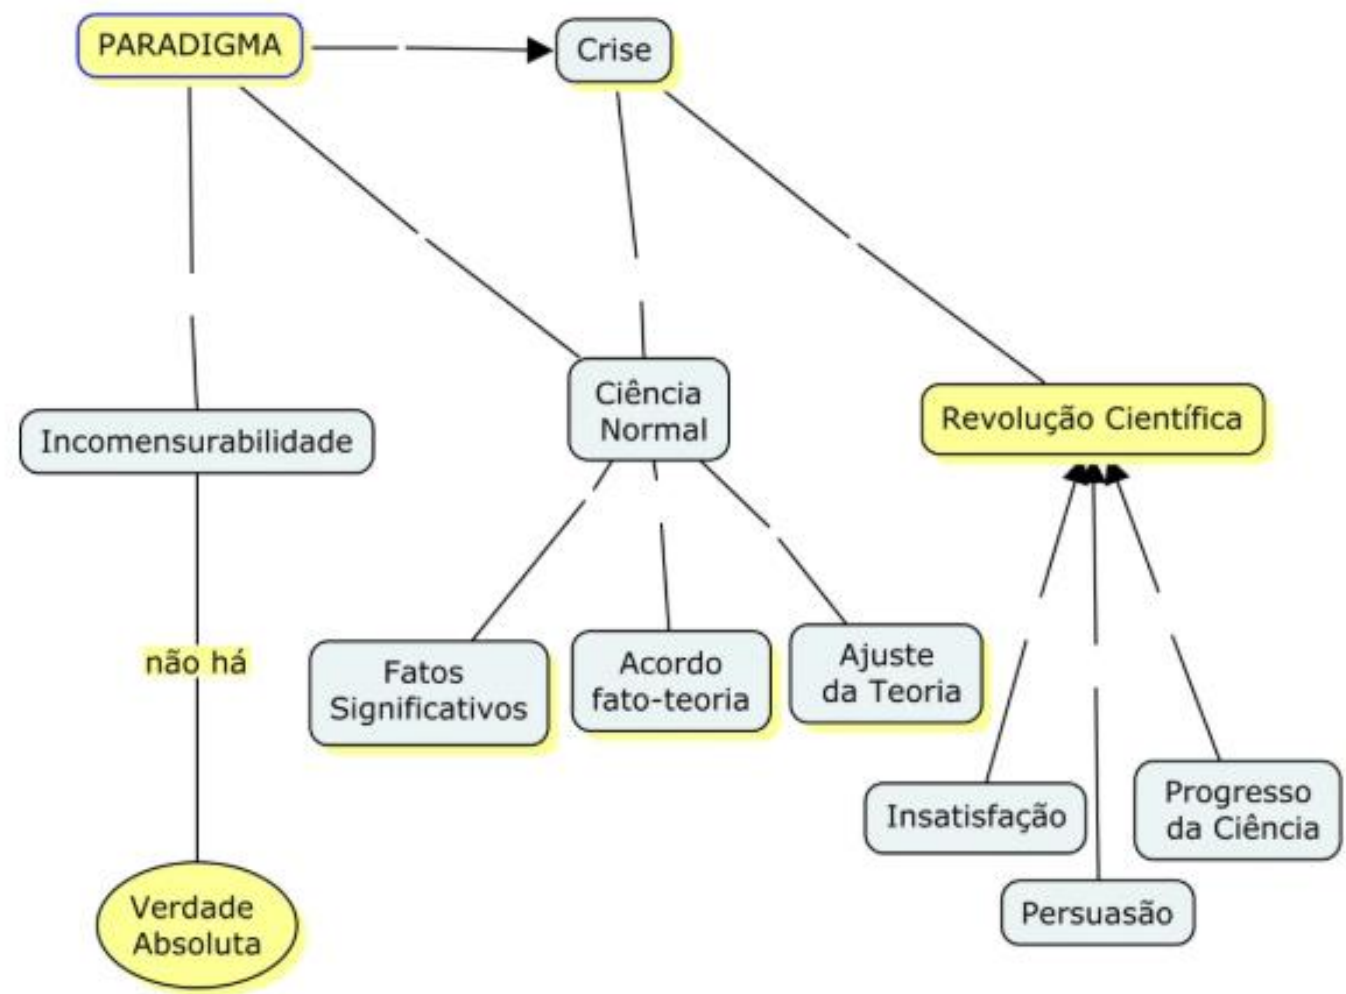 PARADIGMA
Crise
Incomensurabilidade
Ciência
Normal
Revolução Científica
não há
Fatos
Significativos
Acordo
fato-teoria
Ajuste
da Teoria
Insatisfação
Persuasão
Progresso
da Ciência
Verdade
Absoluta